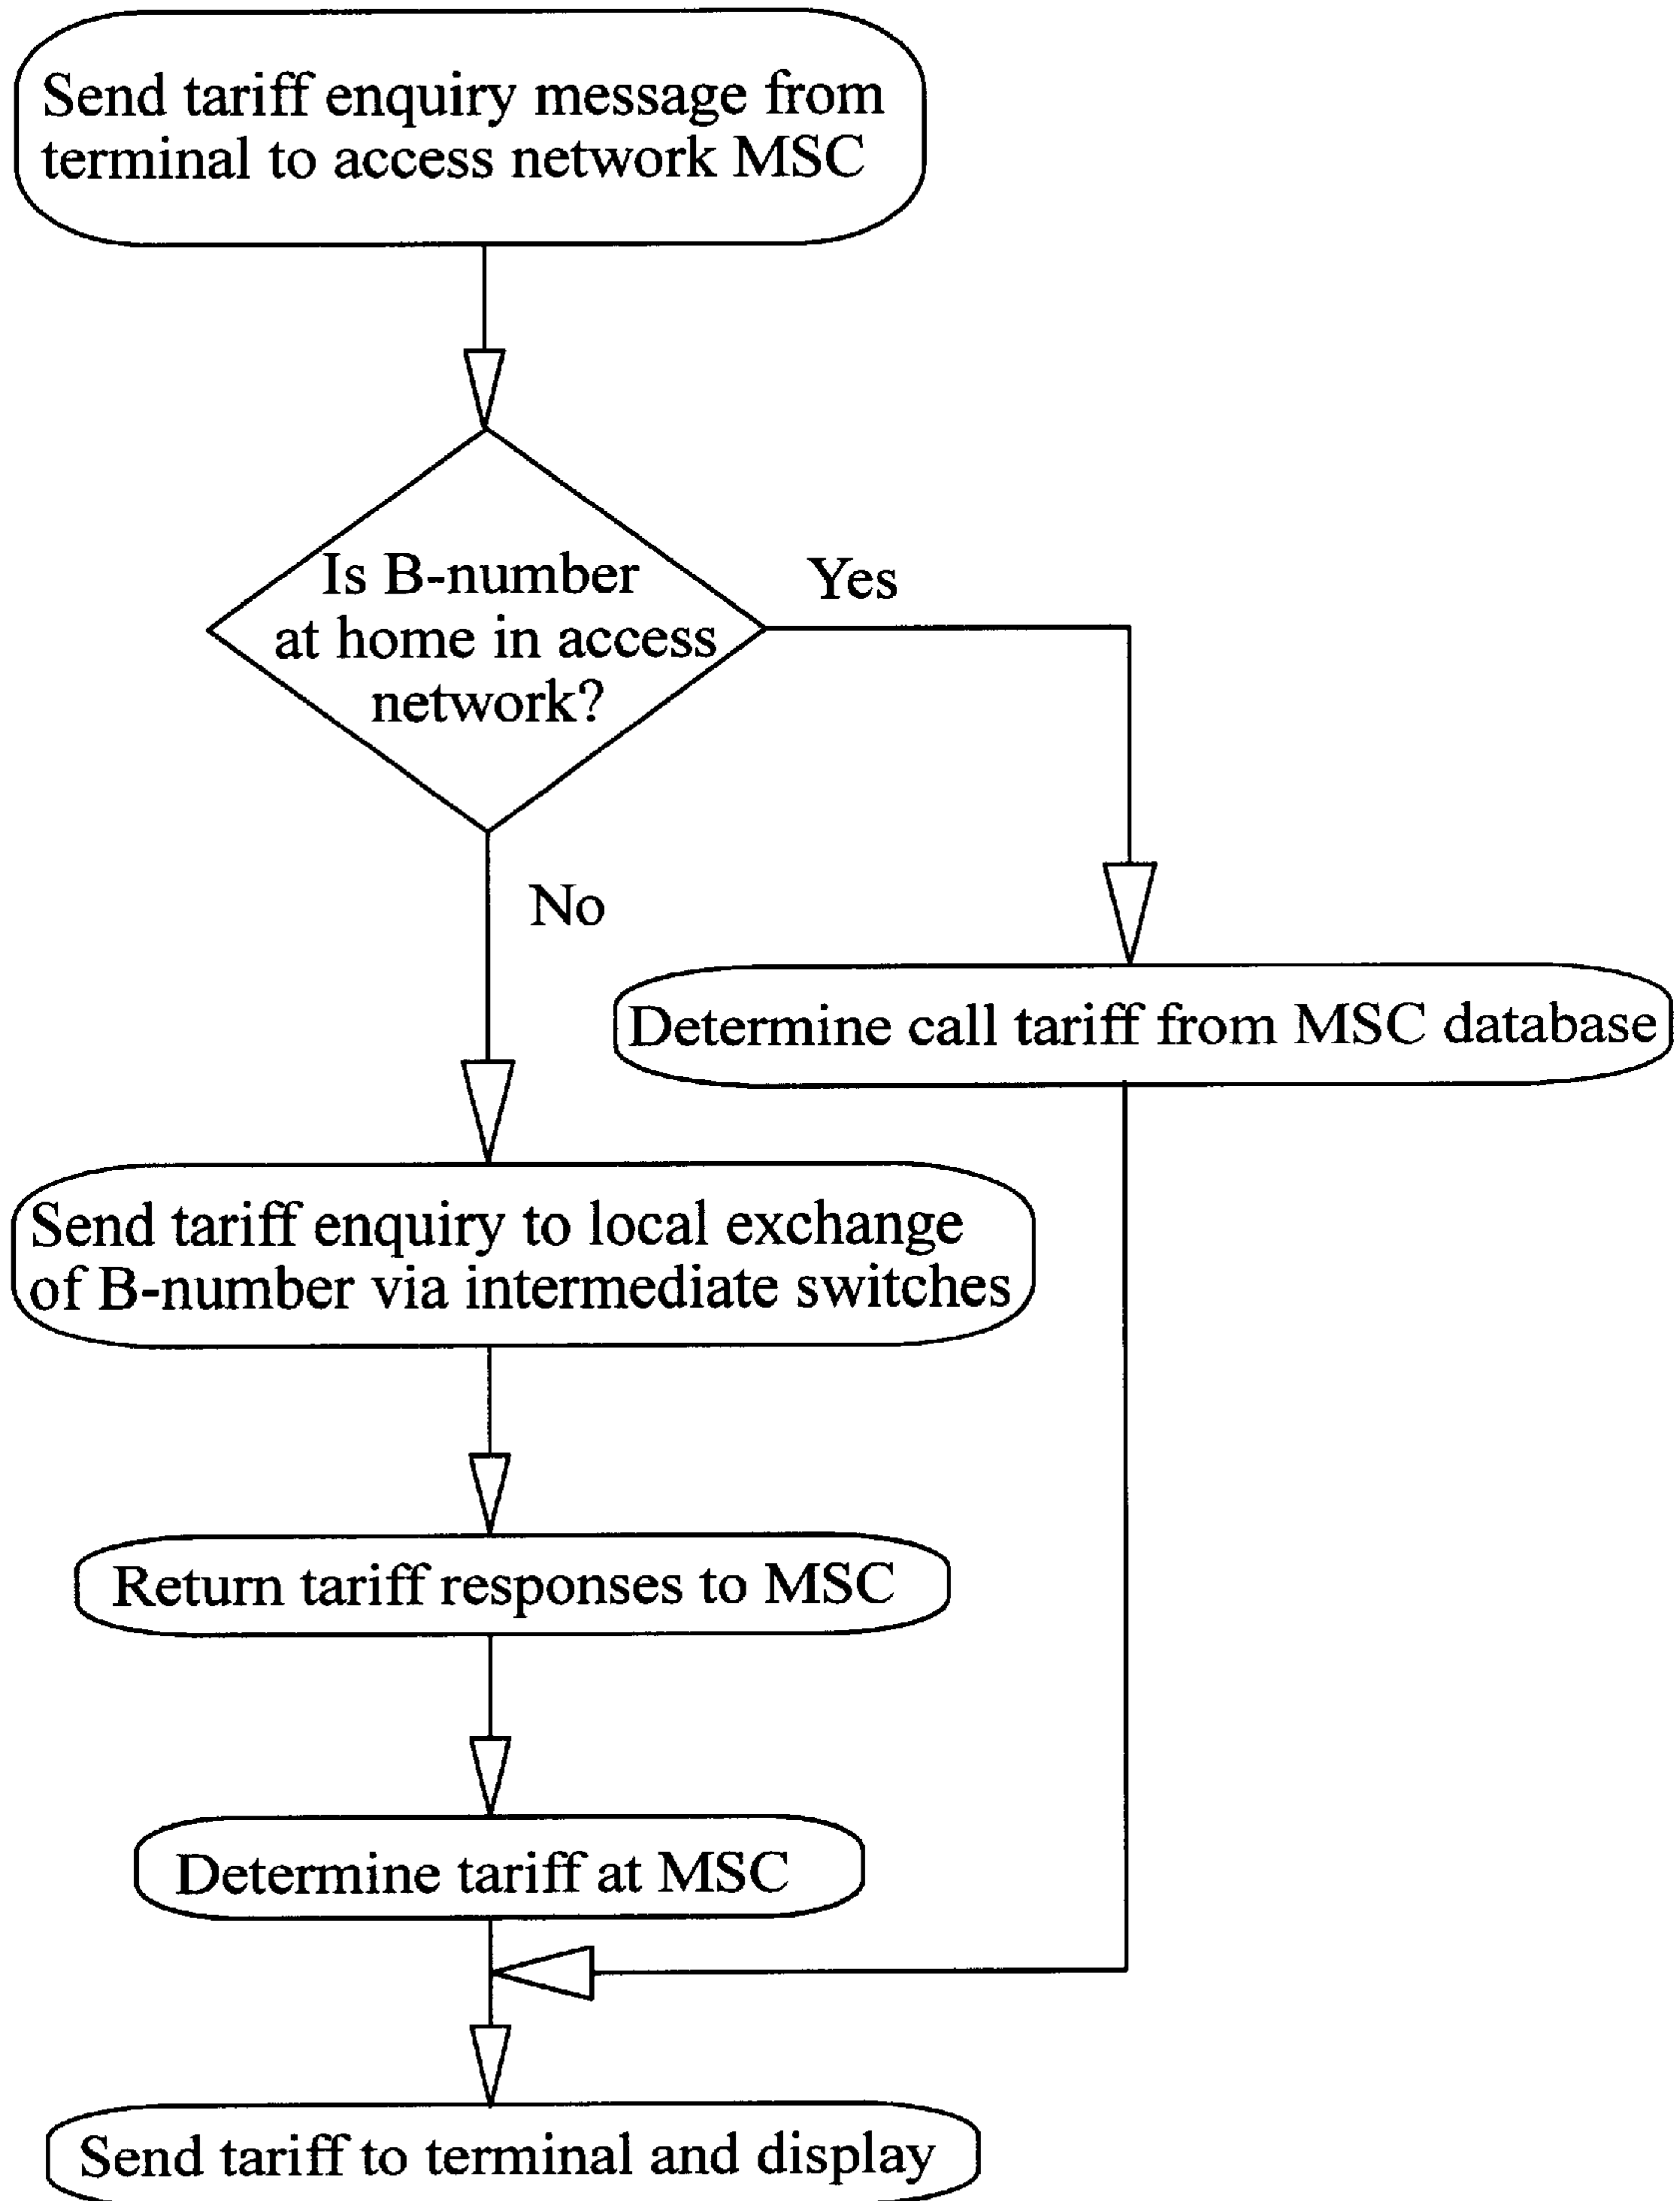 Send tariff enquiry message from
terminal to access network MSC
Is B-number
at home in access
network?
Yes
No
Determine call tariff from MSC database
Send tariff enquiry to local exchange
of B-number via intermediate switches
Return tariff responses to MSC
Determine tariff at MSC
Send tariff to terminal and display